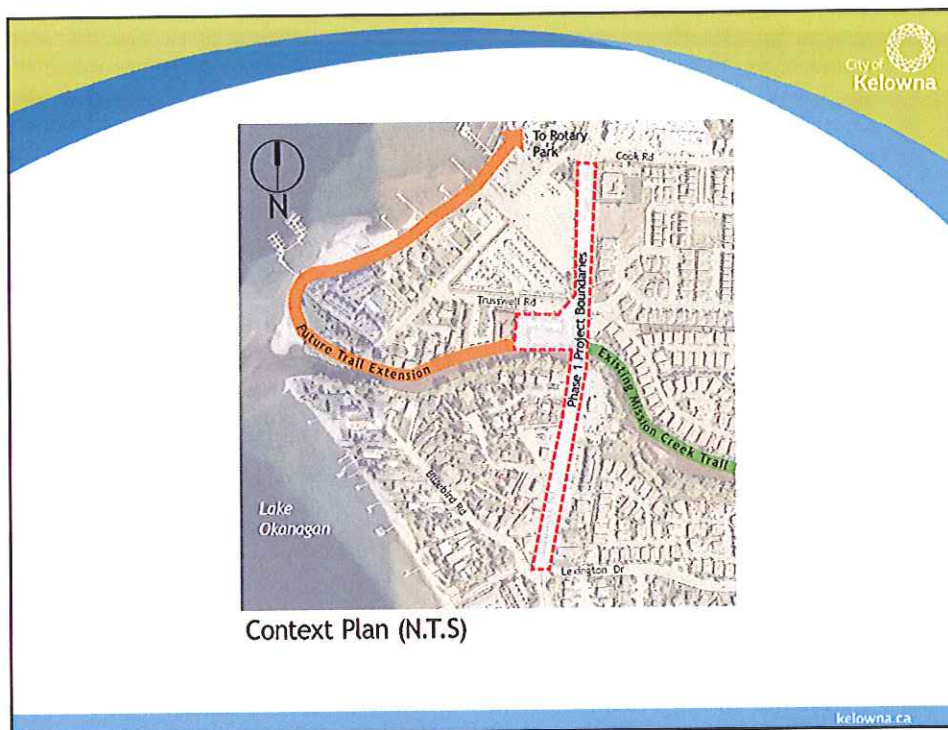 City of
Kelowna
To Rotary
Park
Cook Rd
N
Truswell Rd
Phase 1 Project Boundaries
Future Trail Extension
Existing Mission Creek Trail
Bluebird Rd
Lake
Okanagan
Lexington Dr
Context Plan (N.T.S)
kelowna.ca